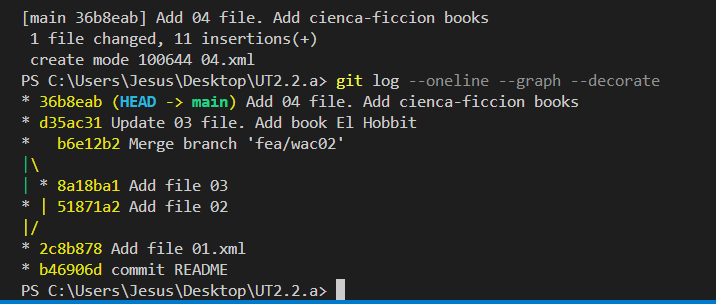 [main 36b8eab] Add 04 file. Add cienca-ficcion books
 1 file changed, 11 insertions(+)
 create mode 100644 04.xml
PS C:\Users\Jesus\Desktop\UT2.2.a> git log --oneline --graph --decorate
* 36b8eab (HEAD -> main) Add 04 file. Add cienca-ficcion books
* d35ac31 Update 03 file. Add book El Hobbit
*   b6e12b2 Merge branch 'fea/wac02'
|\
| * 8a18ba1 Add file 03
* | 51871a2 Add file 02
|/
* 2c8b878 Add file 01.xml
* b46906d commit README
PS C:\Users\Jesus\Desktop\UT2.2.a>